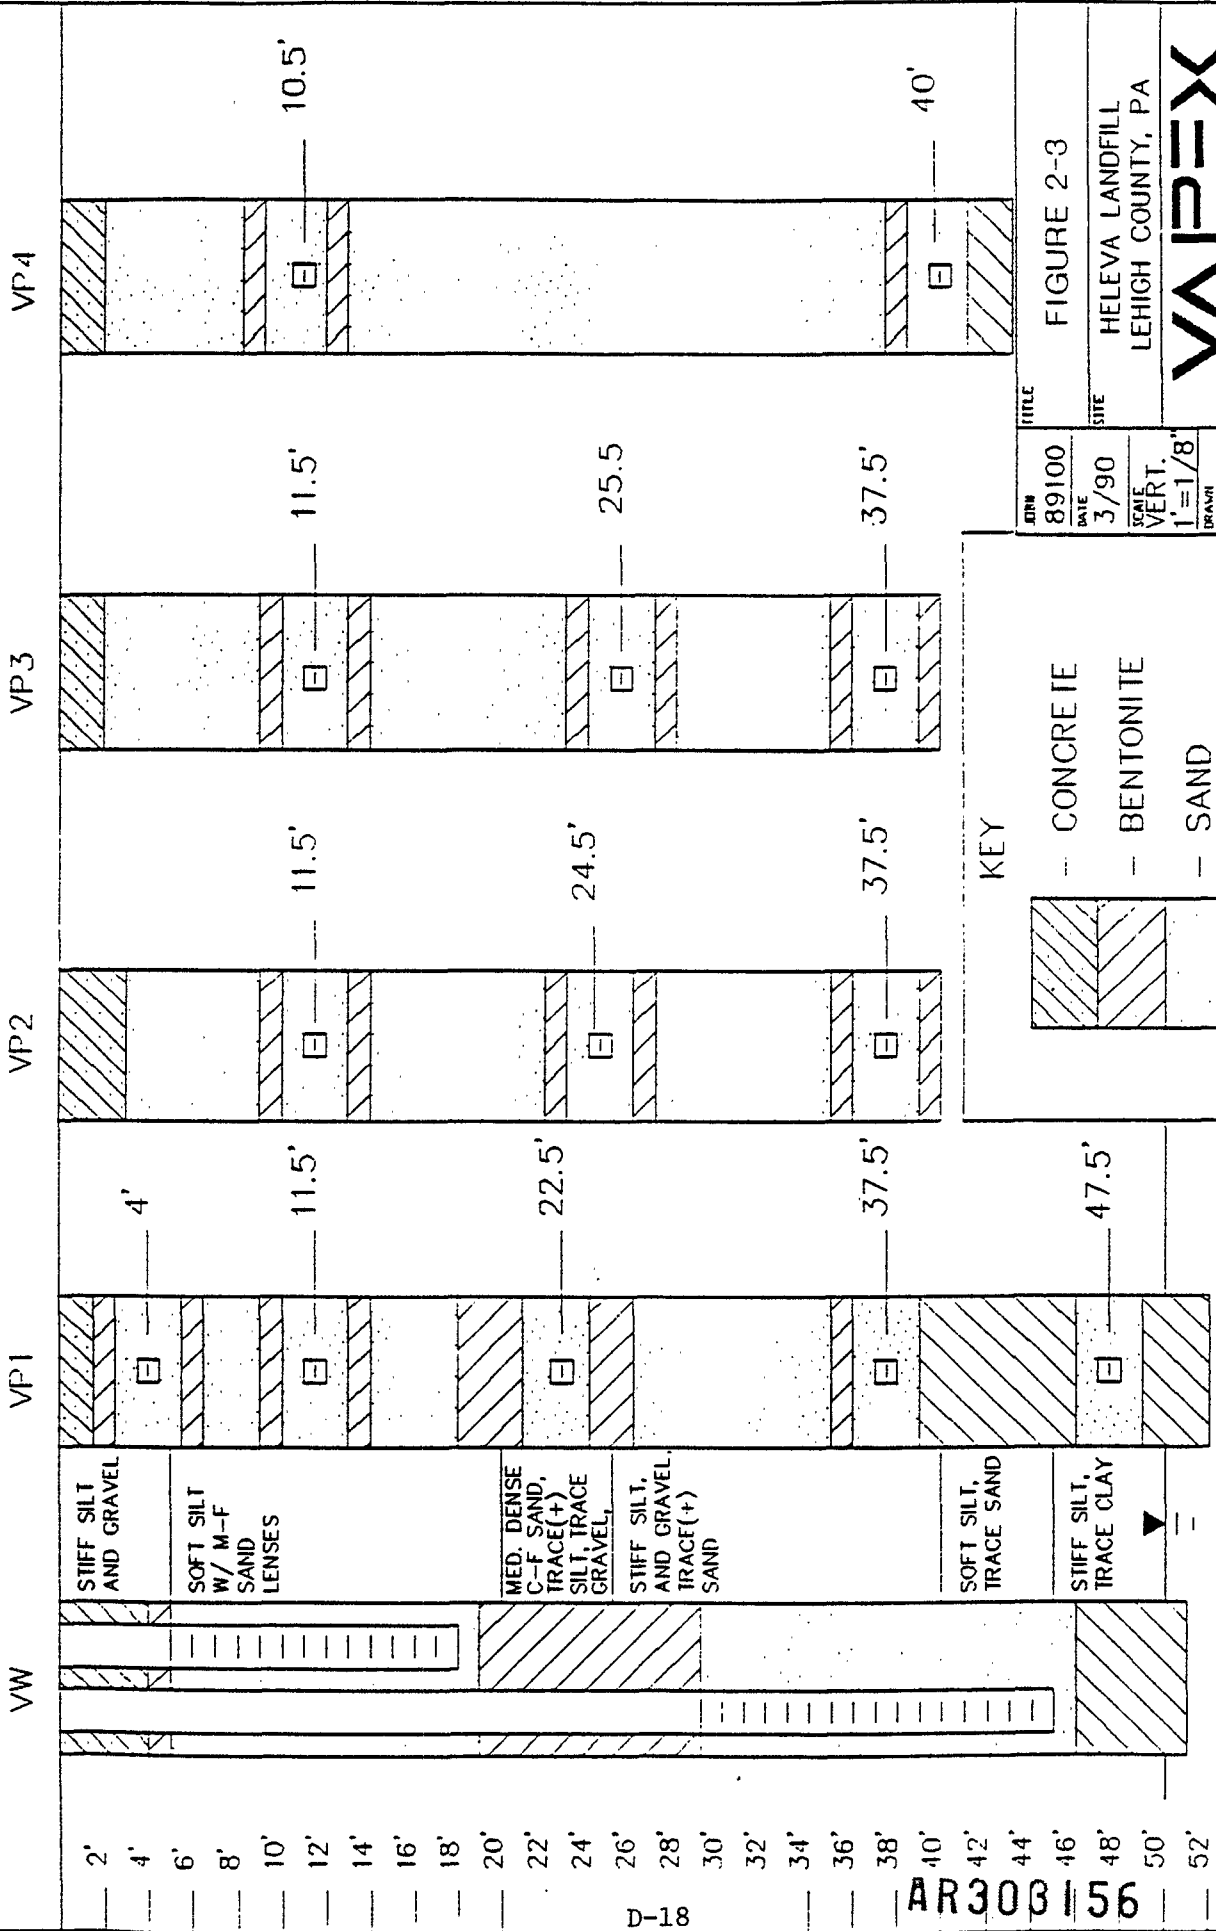 VW
VP1
VP2
VP3
VP4
2'
4'
6'
8'
10'
12'
14'
16'
18'
20'
22'
24'
26'
28'
30'
32'
34'
36'
38'
40'
42'
44'
46'
48'
50'
52'
STIFF SILT
AND GRAVEL
SOFT SILT
W/ M-F
SAND
LENSES
MED. DENSE
C-F SAND,
TRACE(+)
SILT, TRACE
GRAVEL,
STIFF SILT,
AND GRAVEL,
TRACE(+)
SAND
SOFT SILT,
TRACE SAND
STIFF SILT,
TRACE CLAY
4'
11.5'
22.5'
37.5'
47.5'
11.5'
24.5'
37.5'
11.5'
25.5
37.5'
10.5'
40'
KEY
- CONCRETE
- BENTONITE
- SAND
JOB#
89100
DATE
3/90
SCALE
VERT.
1'=1/8"
DRAWN
TITLE
FIGURE 2-3
SITE
HELEVA LANDFILL
LEHIGH COUNTY, PA
VAPEX
D-18
AR303156